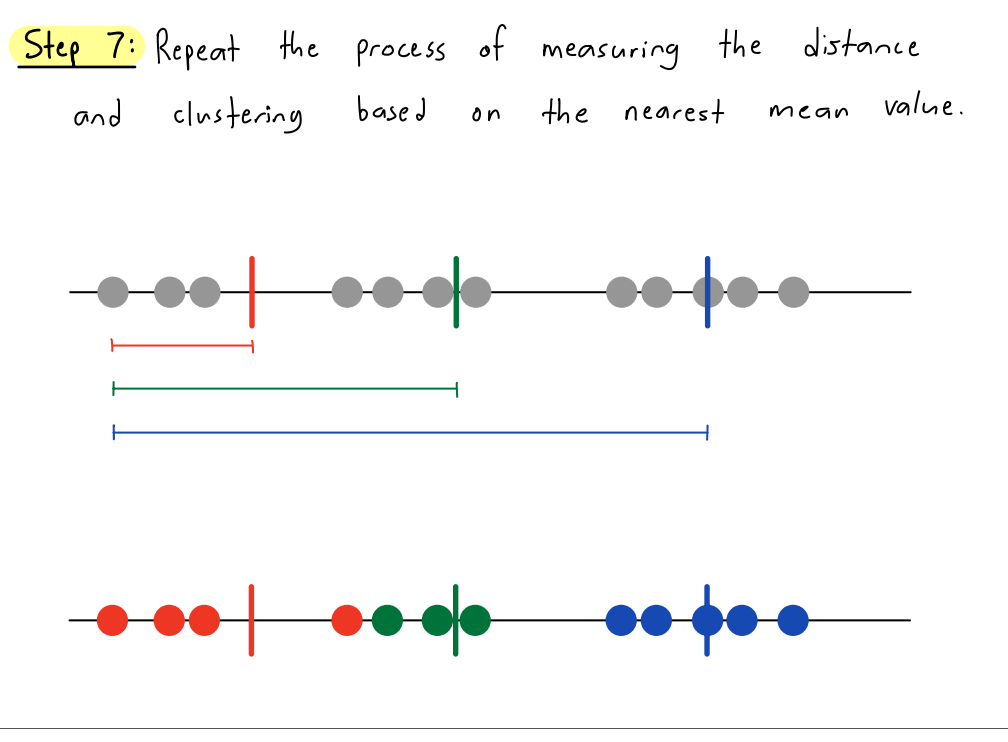 Step 7: Repeat the process of measuring the distance
and clustering based on the nearest mean value.